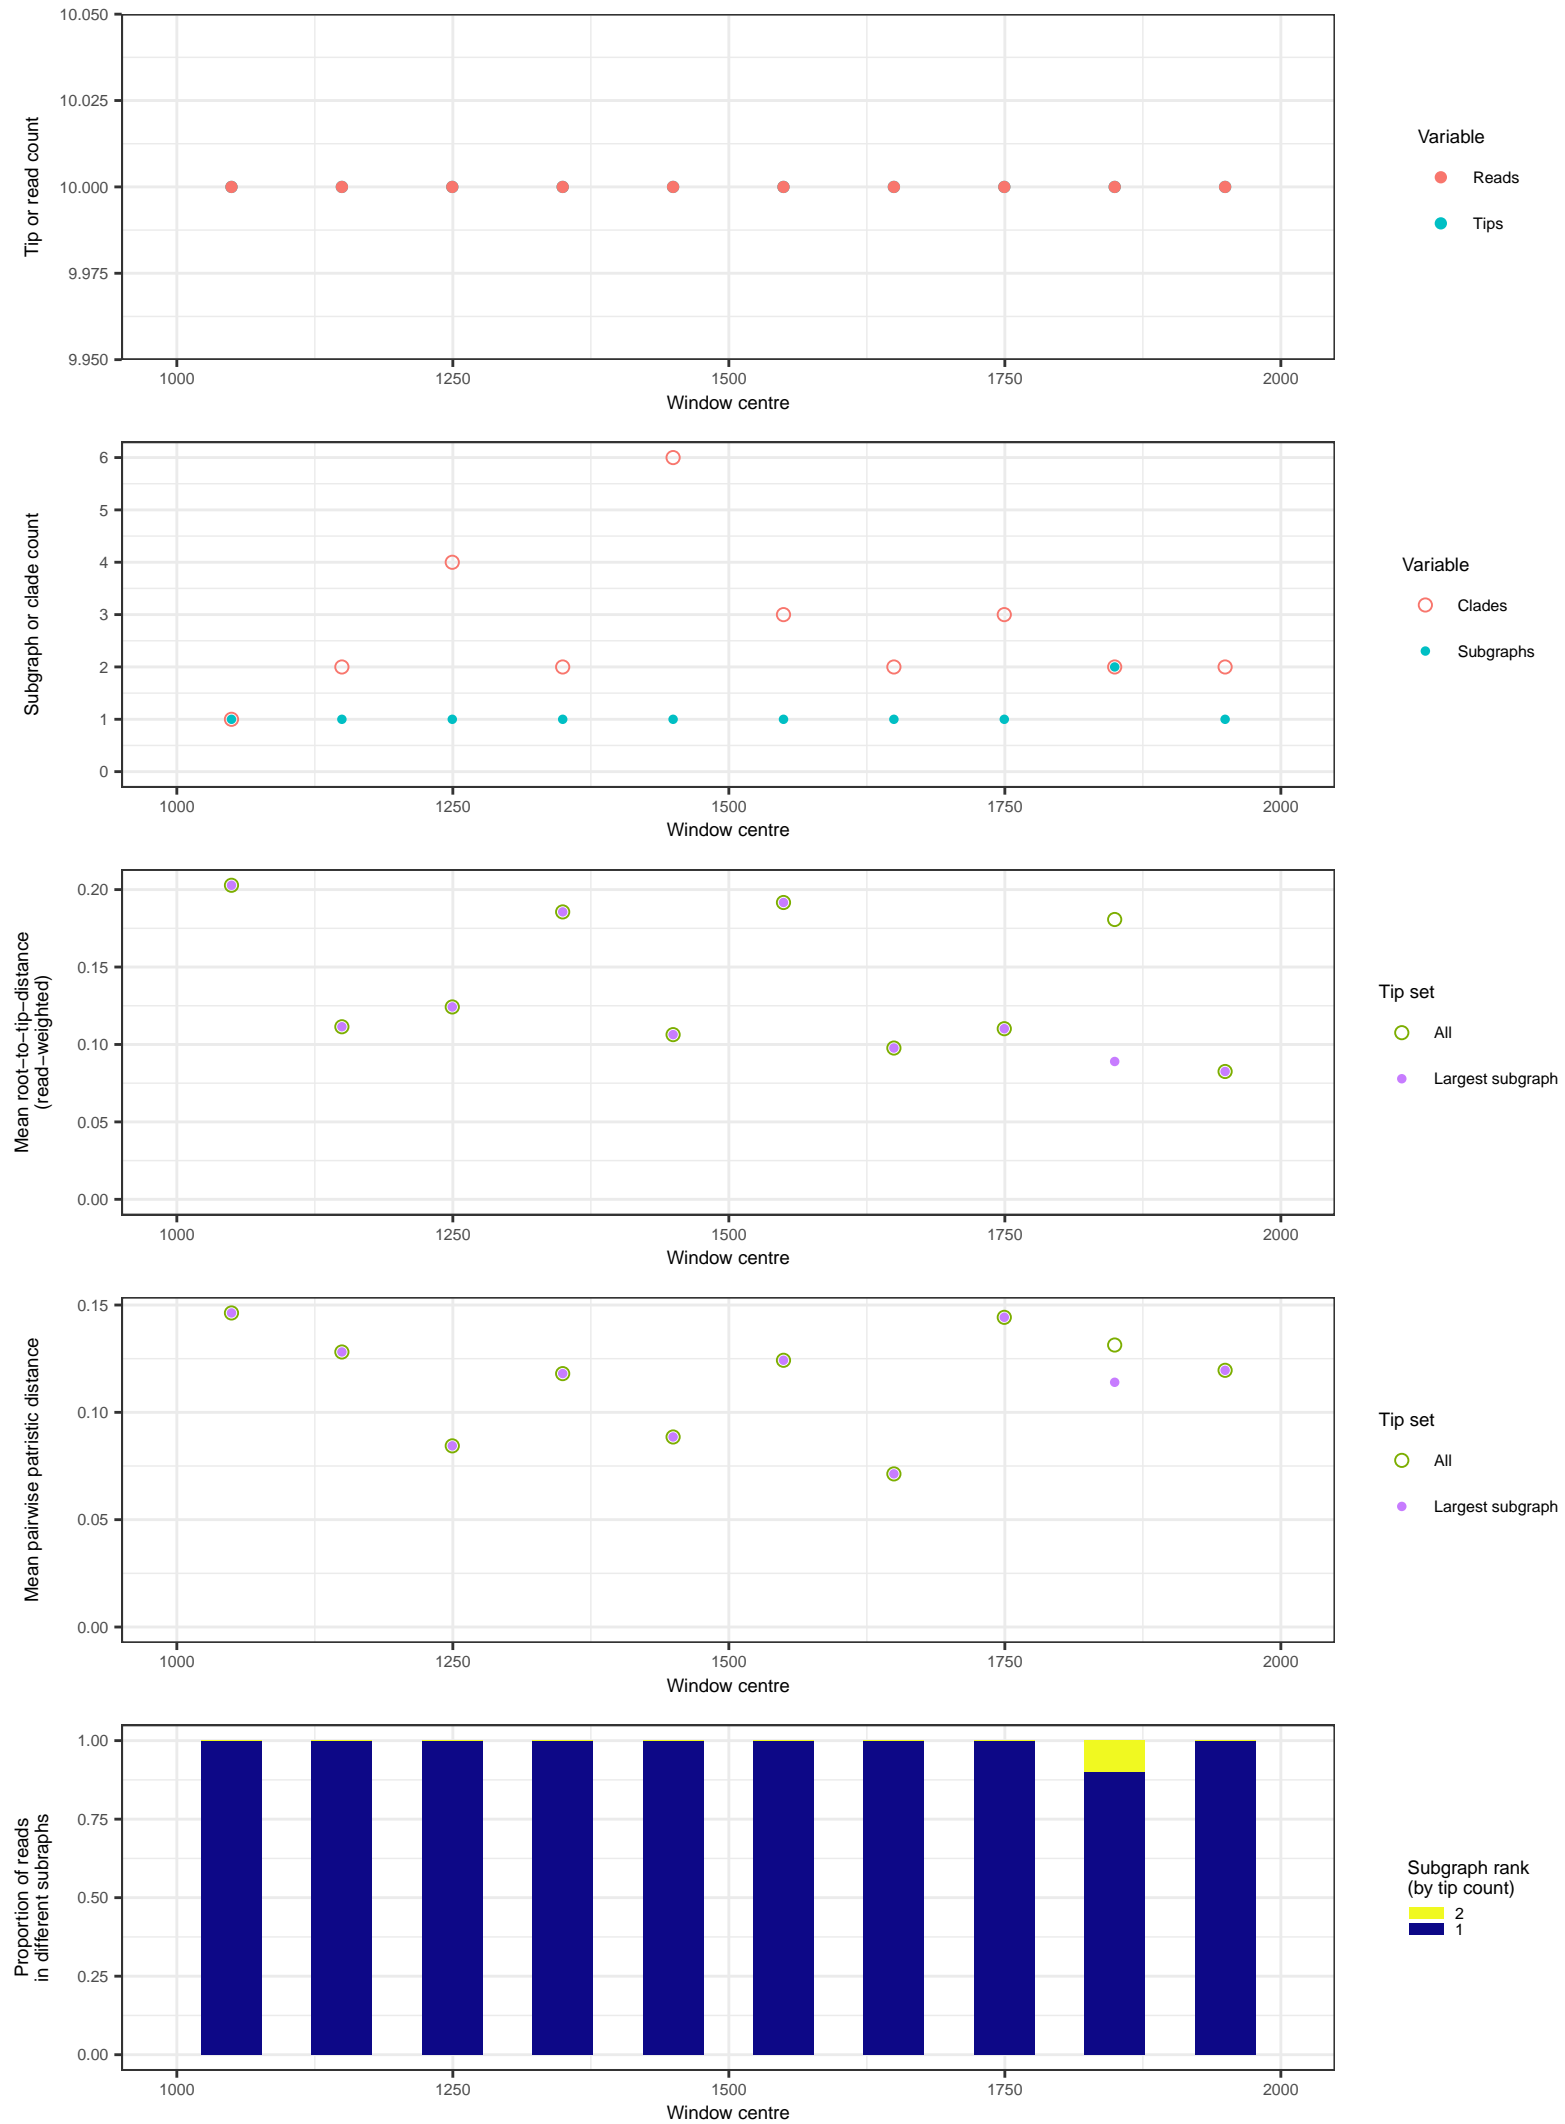 10.050
10.025
10.000
9.975
9.950
Tip or read count
1000 1250 1500 1750 2000
Window centre
Variable
Reads
Tips
6
5
4
3
2
1
0
Subgraph or clade count
1000 1250 1500 1750 2000
Window centre
Variable
Clades
Subgraphs
0.20
0.15
0.10
0.05
0.00
Mean root−to−tip−distance
(read−weighted)
1000 1250 1500 1750 2000
Window centre
Tip set
All
Largest subgraph
0.15
0.10
0.05
0.00
Mean pairwise patristic distance
1000 1250 1500 1750 2000
Window centre
Tip set
All
Largest subgraph
1.00
0.75
0.50
0.25
0.00
Proportion of reads
in different subraphs
1000 1250 1500 1750 2000
Window centre
Subgraph rank
(by tip count)
2
1